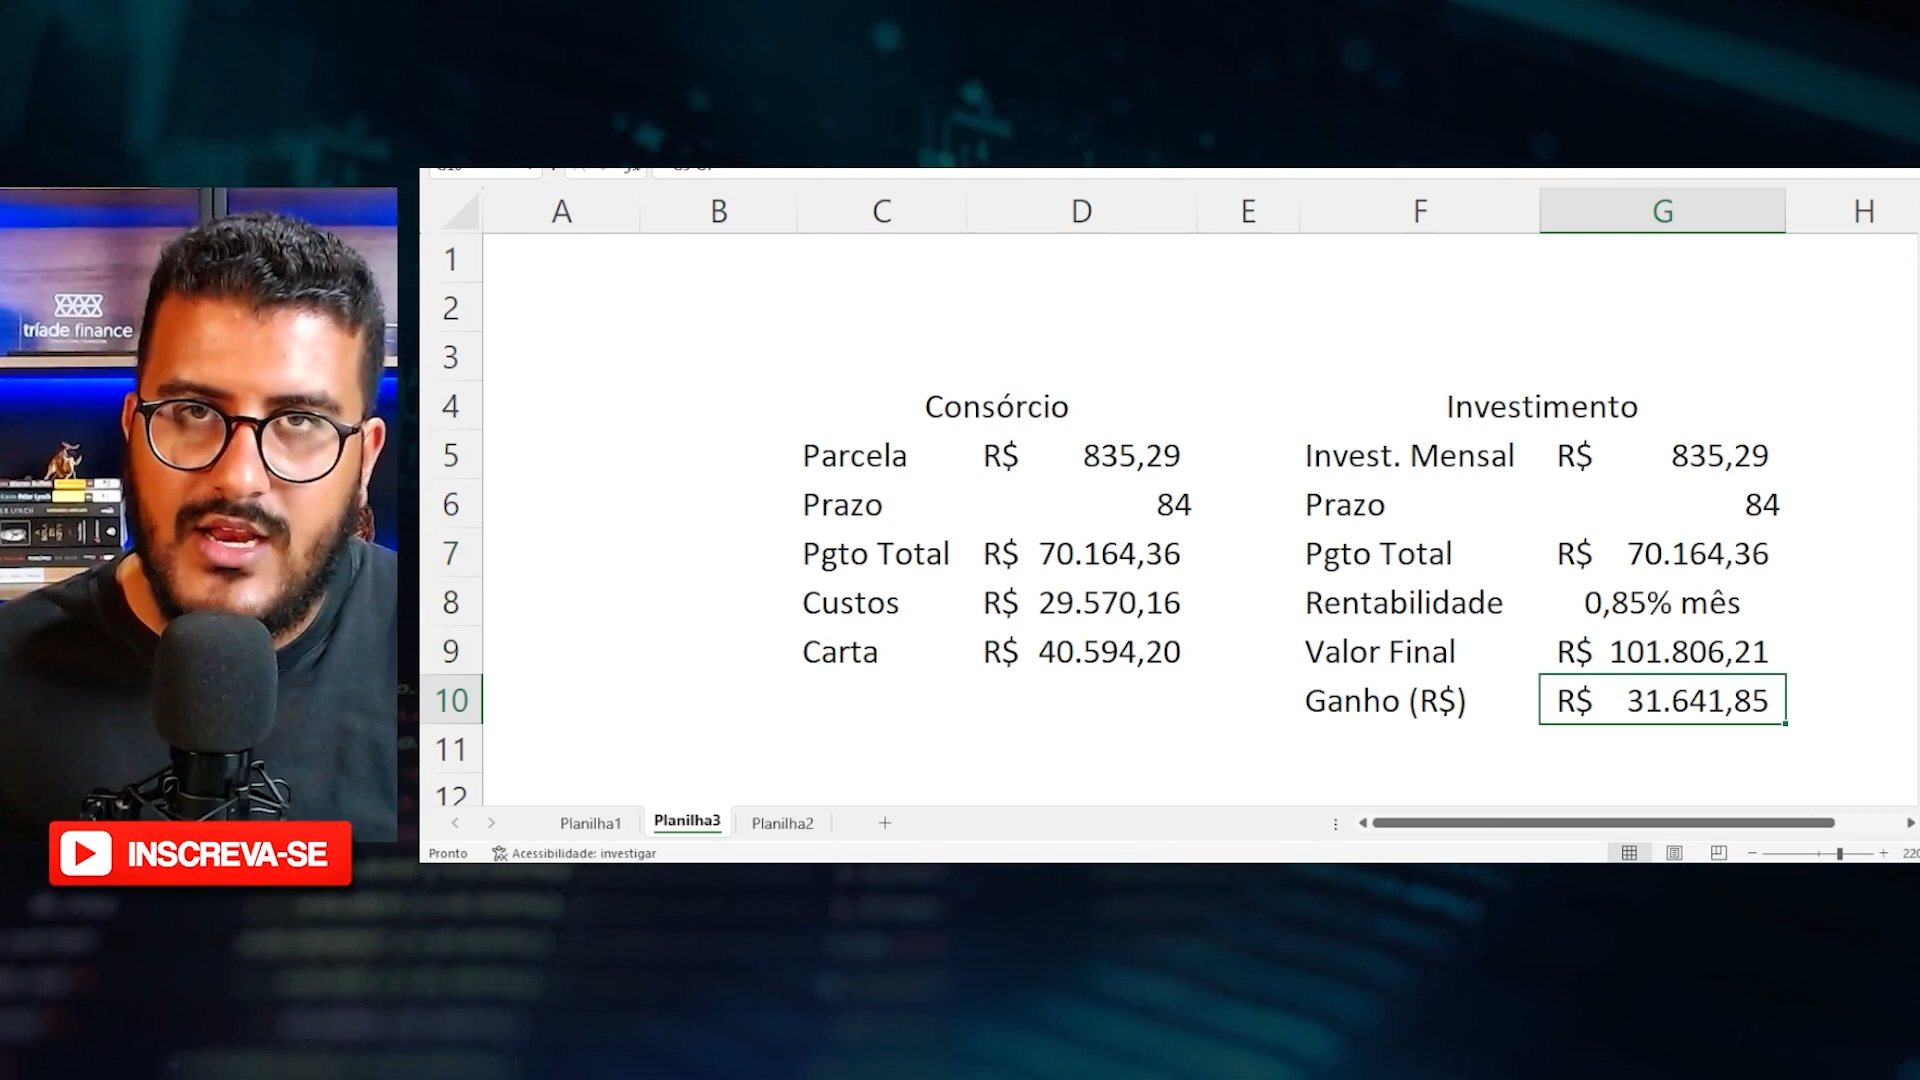 tríade finance
INSCREVA-SE
A B C D E F G H
1
2
3
4 Consórcio Investimento
5 Parcela R$ 835,29 Invest. Mensal R$ 835,29
6 Prazo 84 Prazo 84
7 Pgto Total R$ 70.164,36 Pgto Total R$ 70.164,36
8 Custos R$ 29.570,16 Rentabilidade 0,85% mês
9 Carta R$ 40.594,20 Valor Final R$ 101.806,21
10 Ganho (R$) R$ 31.641,85
11
12
Planilha1 Planilha3 Planilha2 +
Pronto Acessibilidade: investigar